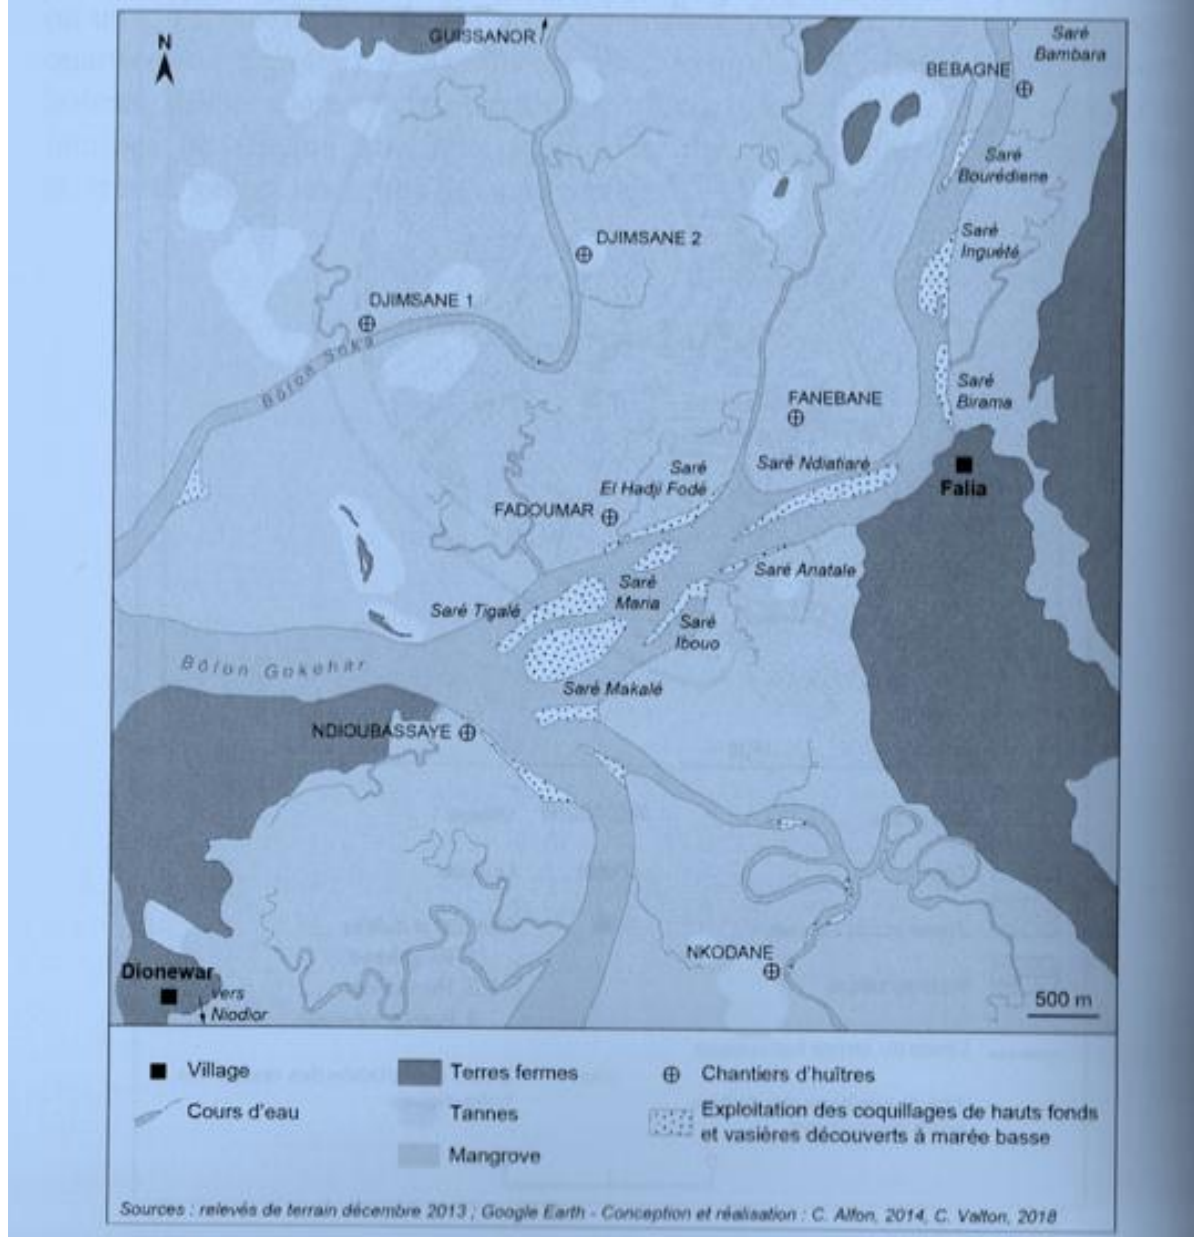 N
GUISSANOR
Saré
Bambara
BÉBAGNE
Saré
Bourédiene
Saré
Inguété
DJIMSANE 2
DJIMSANE 1
Bôlon Soka
Saré
Birama
FANEBANE
Saré
El Hadji Fodé
Saré Ndiatiaré
Falia
FADOUMAR
Saré Anatale
Saré
Maria
Saré Tigalé
Saré
Ibouo
Bôlon Gokohar
Saré Makalé
NDIOUBASSAYE
NKODANE
Dionewar
vers
Niodior
500 m
Village
Terres fermes
Chantiers d'huîtres
Cours d'eau
Tannes
Exploitation des coquillages de hauts fonds
et vasières découverts à marée basse
Mangrove
Sources : relevés de terrain décembre 2013 ; Google Earth - Conception et réalisation : C. Alfon, 2014, C. Valton, 2018